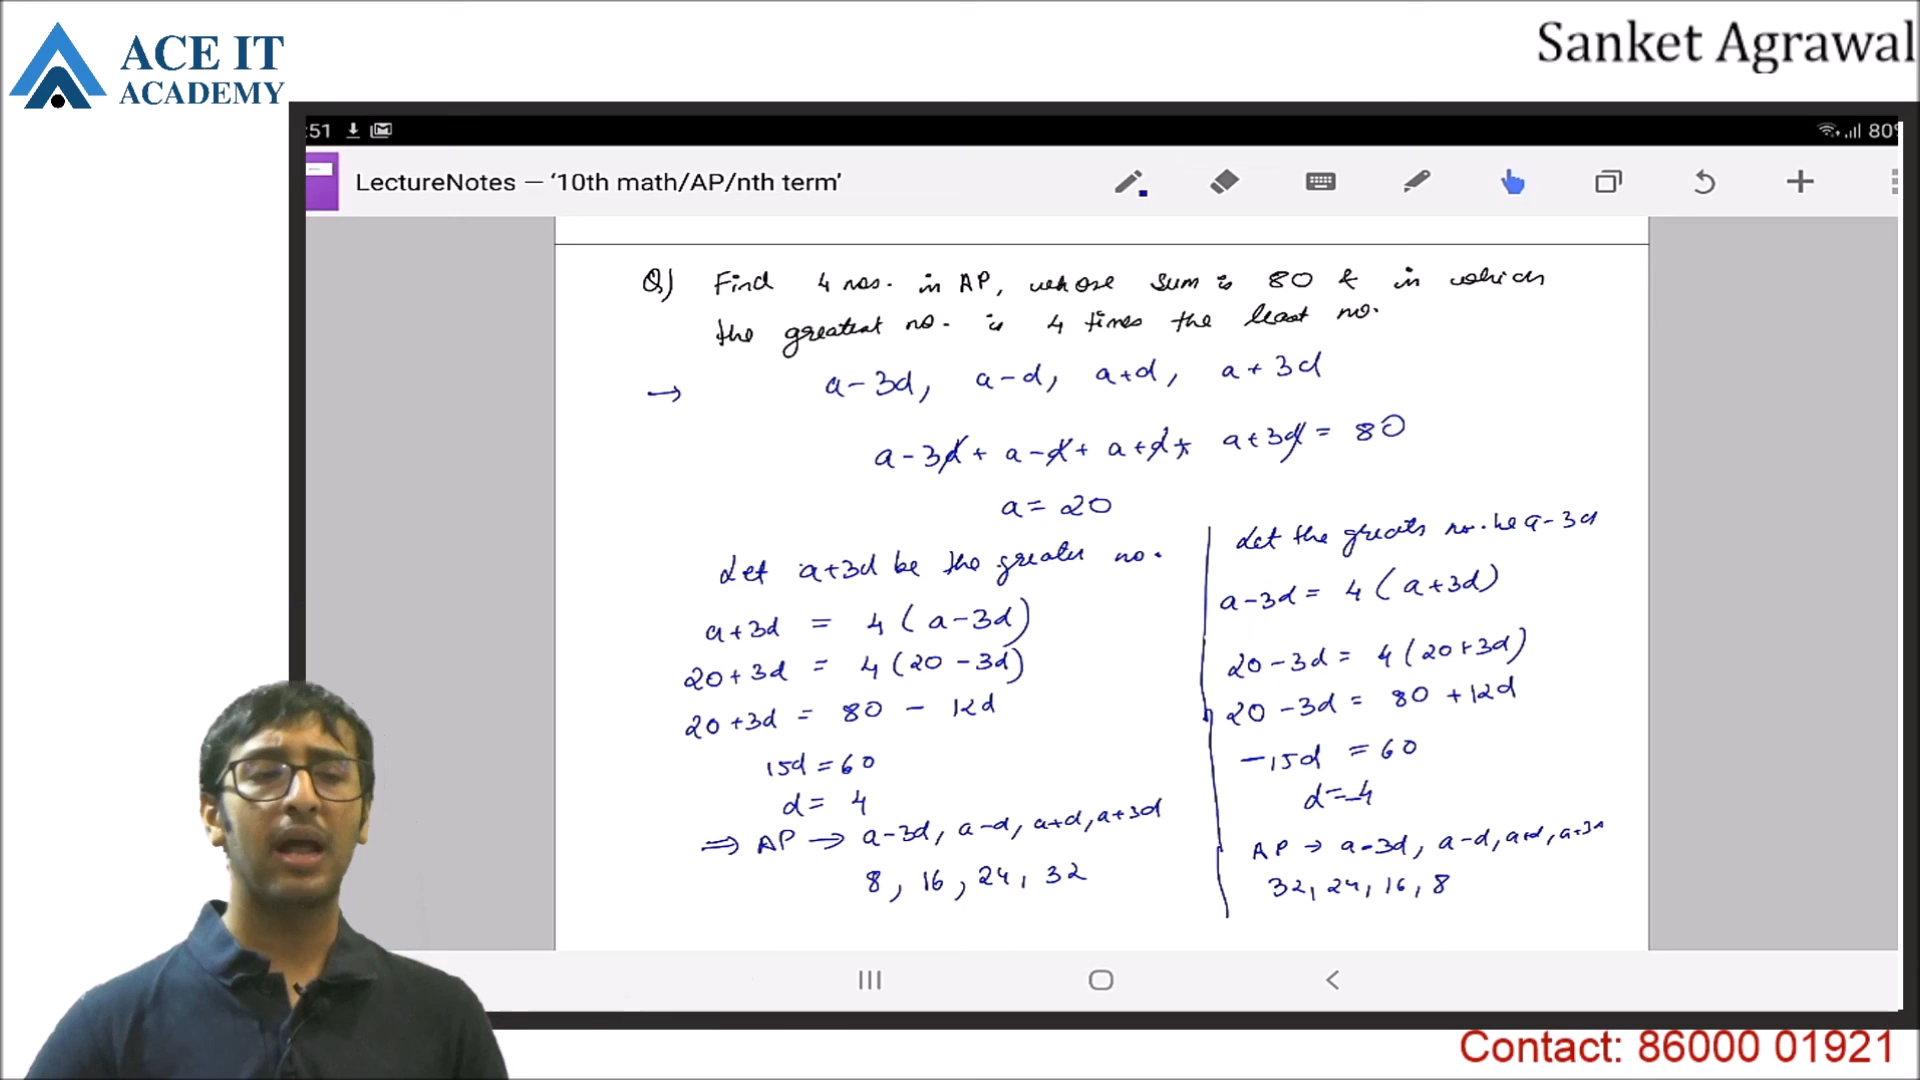 ACE IT
ACADEMY
Sanket Agrawal
:51
80%
LectureNotes – ‘10th math/AP/nth term’
Q) Find 4 nos. in AP, whose sum is 80 & in which
the greatest no. is 4 times the least no.
→ a-3d, a-d, a+d, a+3d
a-3d + a-d + a+d + a+3d = 80
a = 20
Let a+3d be the greater no.
a+3d = 4(a-3d)
20+3d = 4(20-3d)
20+3d = 80 - 12d
15d = 60
d = 4
⇒ AP → a-3d, a-d, a+d, a+3d
8, 16, 24, 32
Let the greats no. be a-3d
a-3d = 4(a+3d)
20-3d = 4(20+3d)
20-3d = 80 +12d
-15d = 60
d=-4
AP → a-3d, a-d, a+d, a+3d
32, 24, 16, 8
Contact: 86000 01921